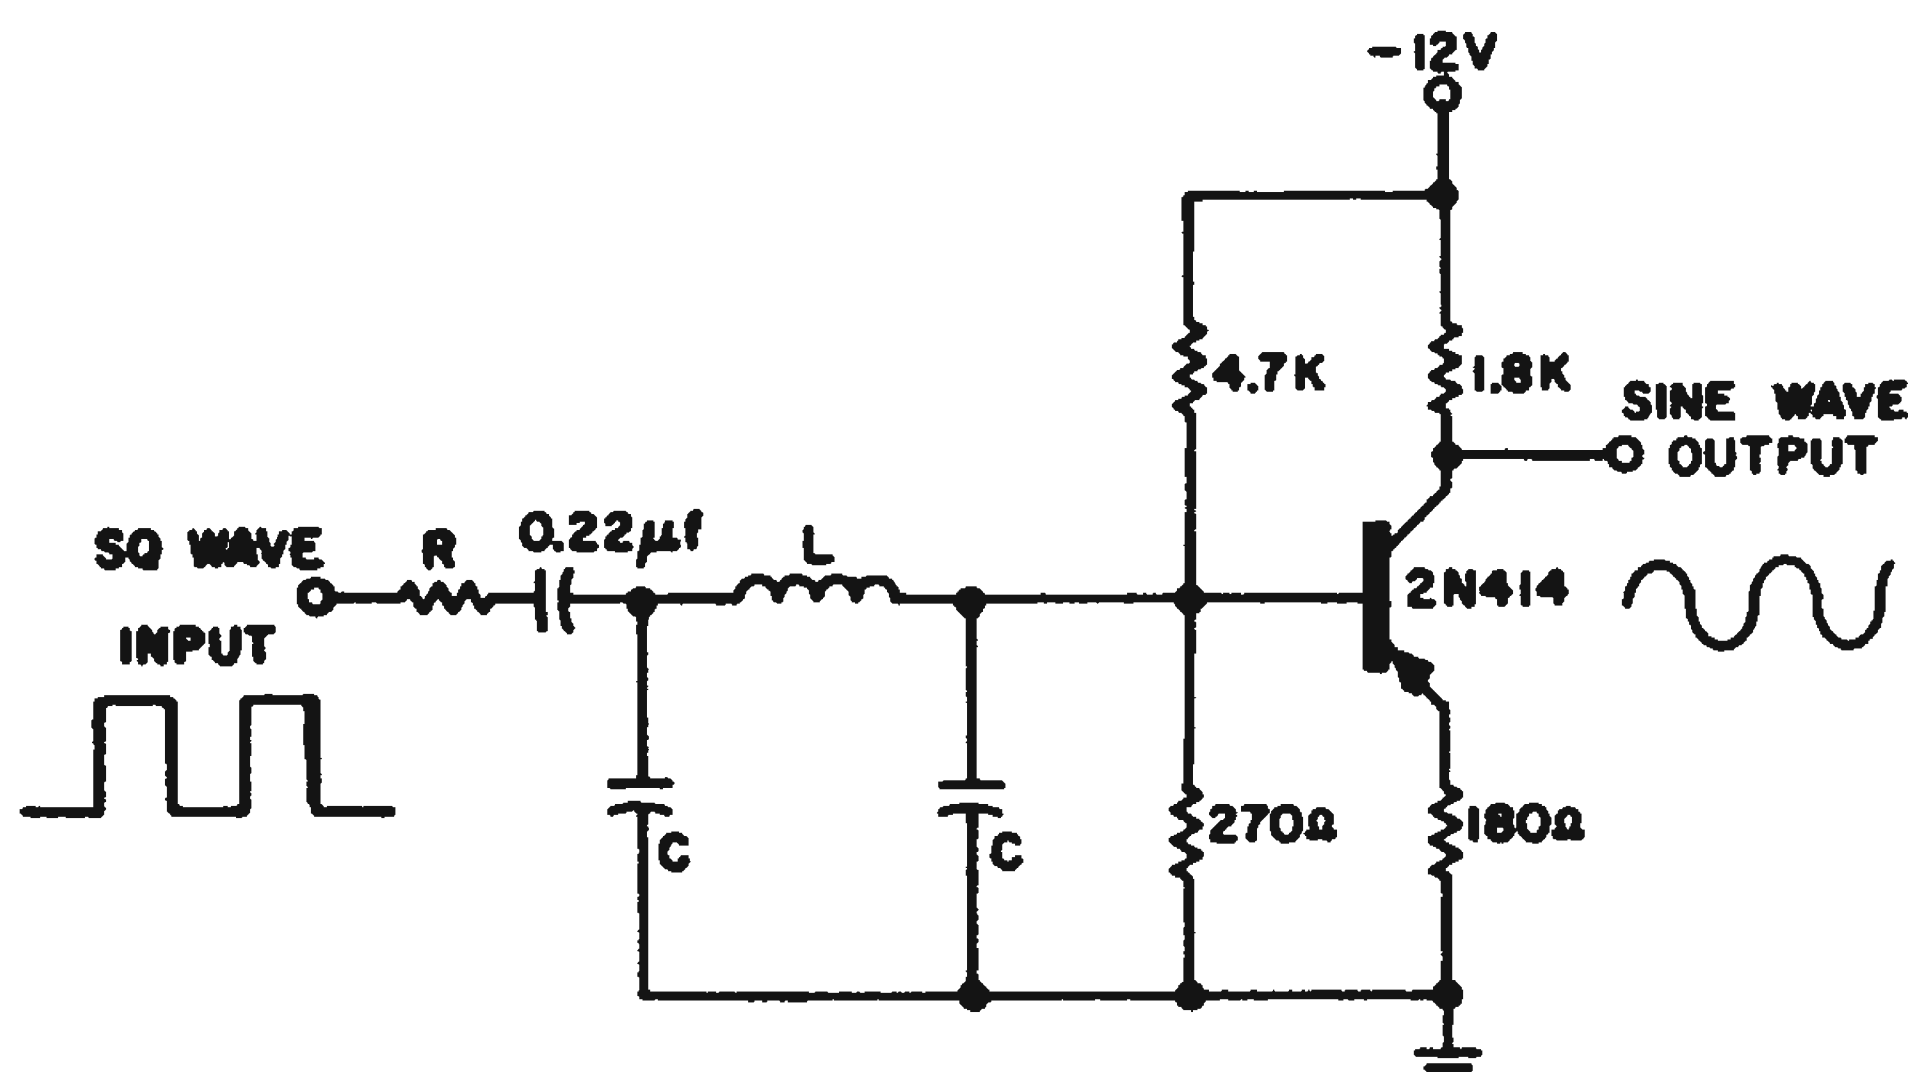 -12V
4.7K
1.8K
SINE WAVE
OUTPUT
SQ WAVE
R
0.22µf
L
2N414
INPUT
C
C
270Ω
180Ω